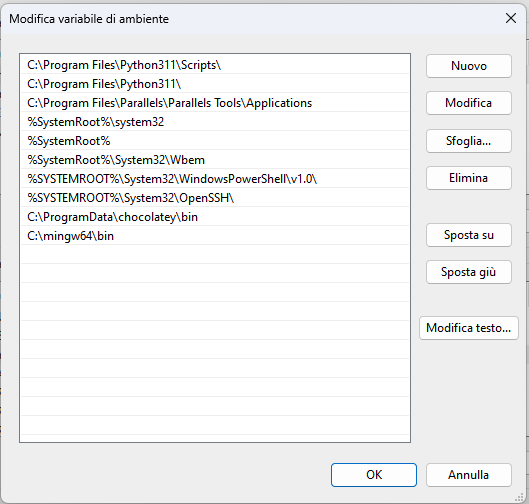 Modifica variabile di ambiente
C:\Program Files\Python311\Scripts\
C:\Program Files\Python311\
C:\Program Files\Parallels\Parallels Tools\Applications
%SystemRoot%\system32
%SystemRoot%
%SystemRoot%\System32\Wbem
%SYSTEMROOT%\System32\WindowsPowerShell\v1.0\
%SYSTEMROOT%\System32\OpenSSH\
C:\ProgramData\chocolatey\bin
C:\mingw64\bin
Nuovo
Modifica
Sfoglia...
Elimina
Sposta su
Sposta giù
Modifica testo...
OK
Annulla